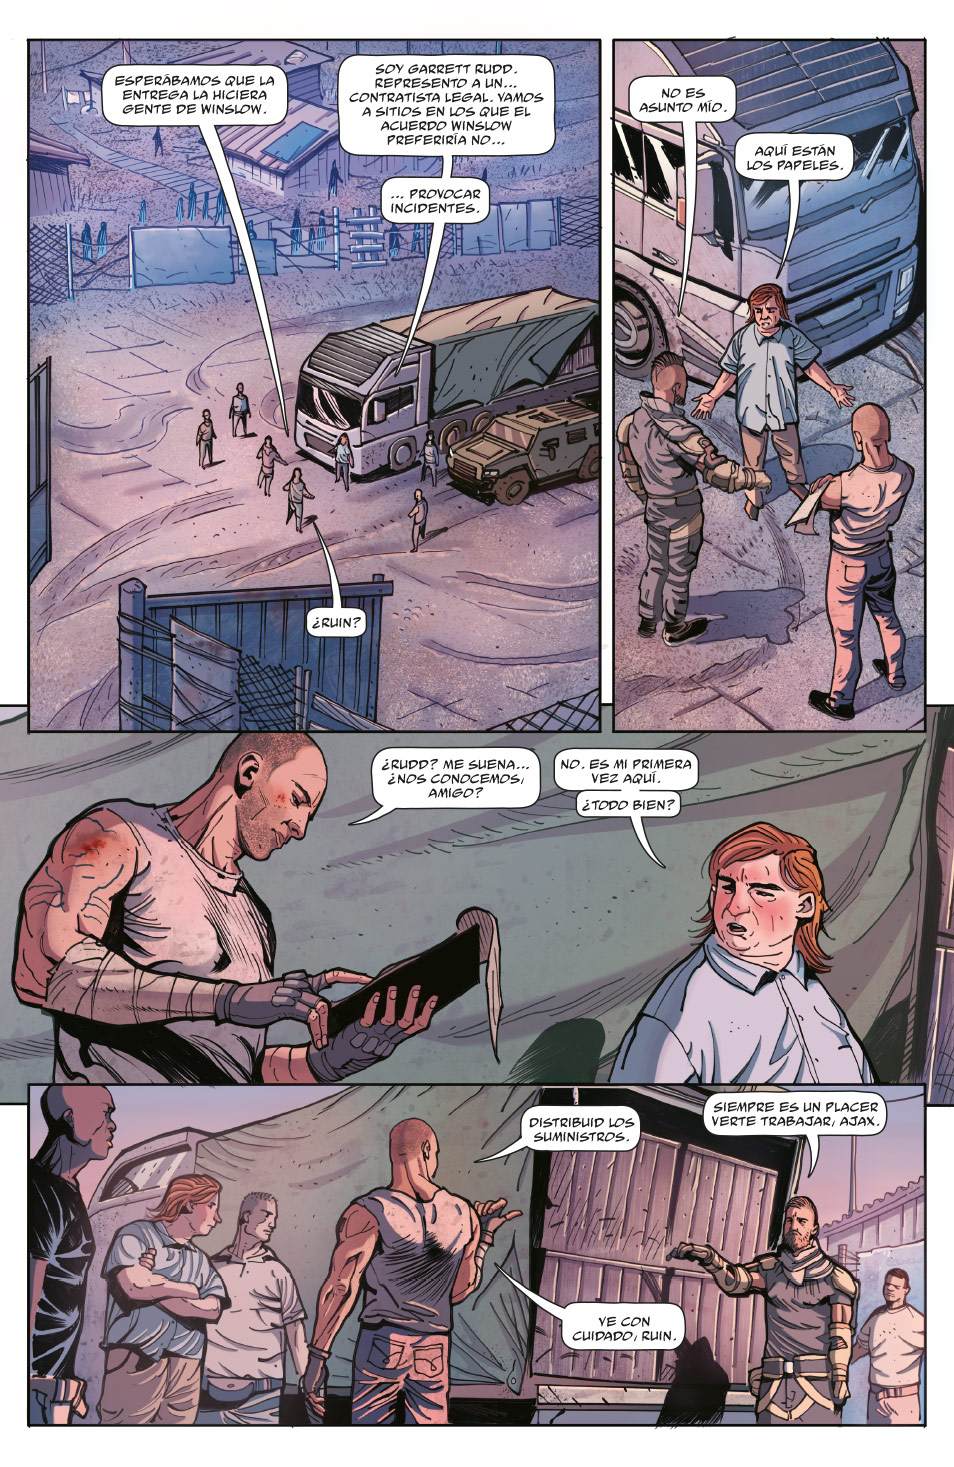 ESPERÁBAMOS QUE LA
ENTREGA LA HICIERA
GENTE DE WINSLOW.
SOY GARRETT RUDD.
REPRESENTO A UN...
CONTRATISTA LEGAL. VAMOS
A SITIOS EN LOS QUE EL
ACUERDO WINSLOW
PREFERIRÍA NO...
... PROVOCAR
INCIDENTES.
¿RUIN?
NO ES
ASUNTO MÍO.
AQUÍ ESTÁN
LOS PAPELES.
¿RUDD? ME SUENA...
¿NOS CONOCEMOS,
AMIGO?
NO. ES MI PRIMERA
VEZ AQUÍ.
¿TODO BIEN?
DISTRIBUID LOS
SUMINISTROS.
SIEMPRE ES UN PLACER
VERTE TRABAJAR, AJAX.
VE CON
CUIDADO, RUIN.